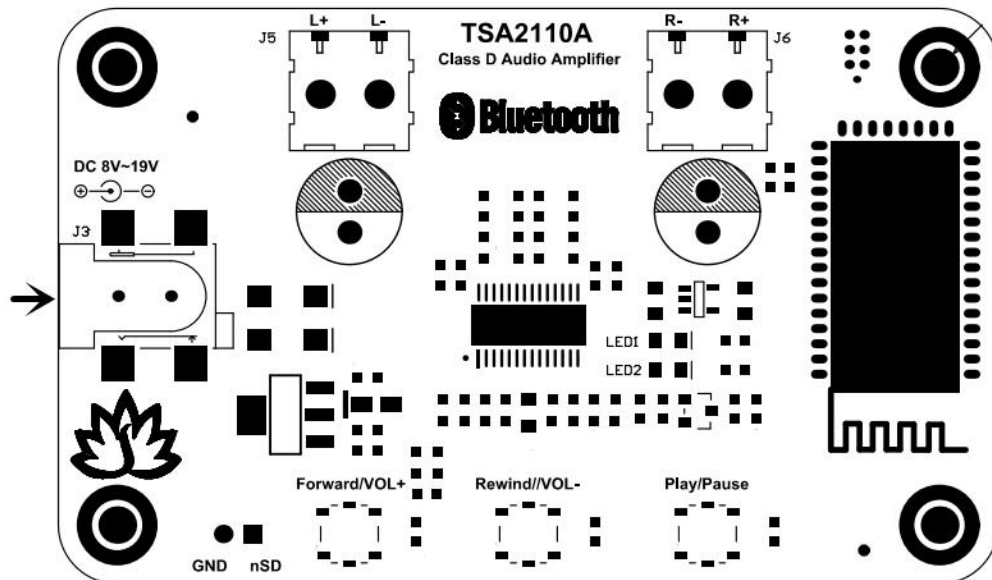 L+ L- TSA2110A R- R+
J5 J6
Class D Audio Amplifier
Bluetooth
DC 8V~19V
J3
LED1
LED2
Forward/VOL+ Rewind//VOL- Play/Pause
GND nSD